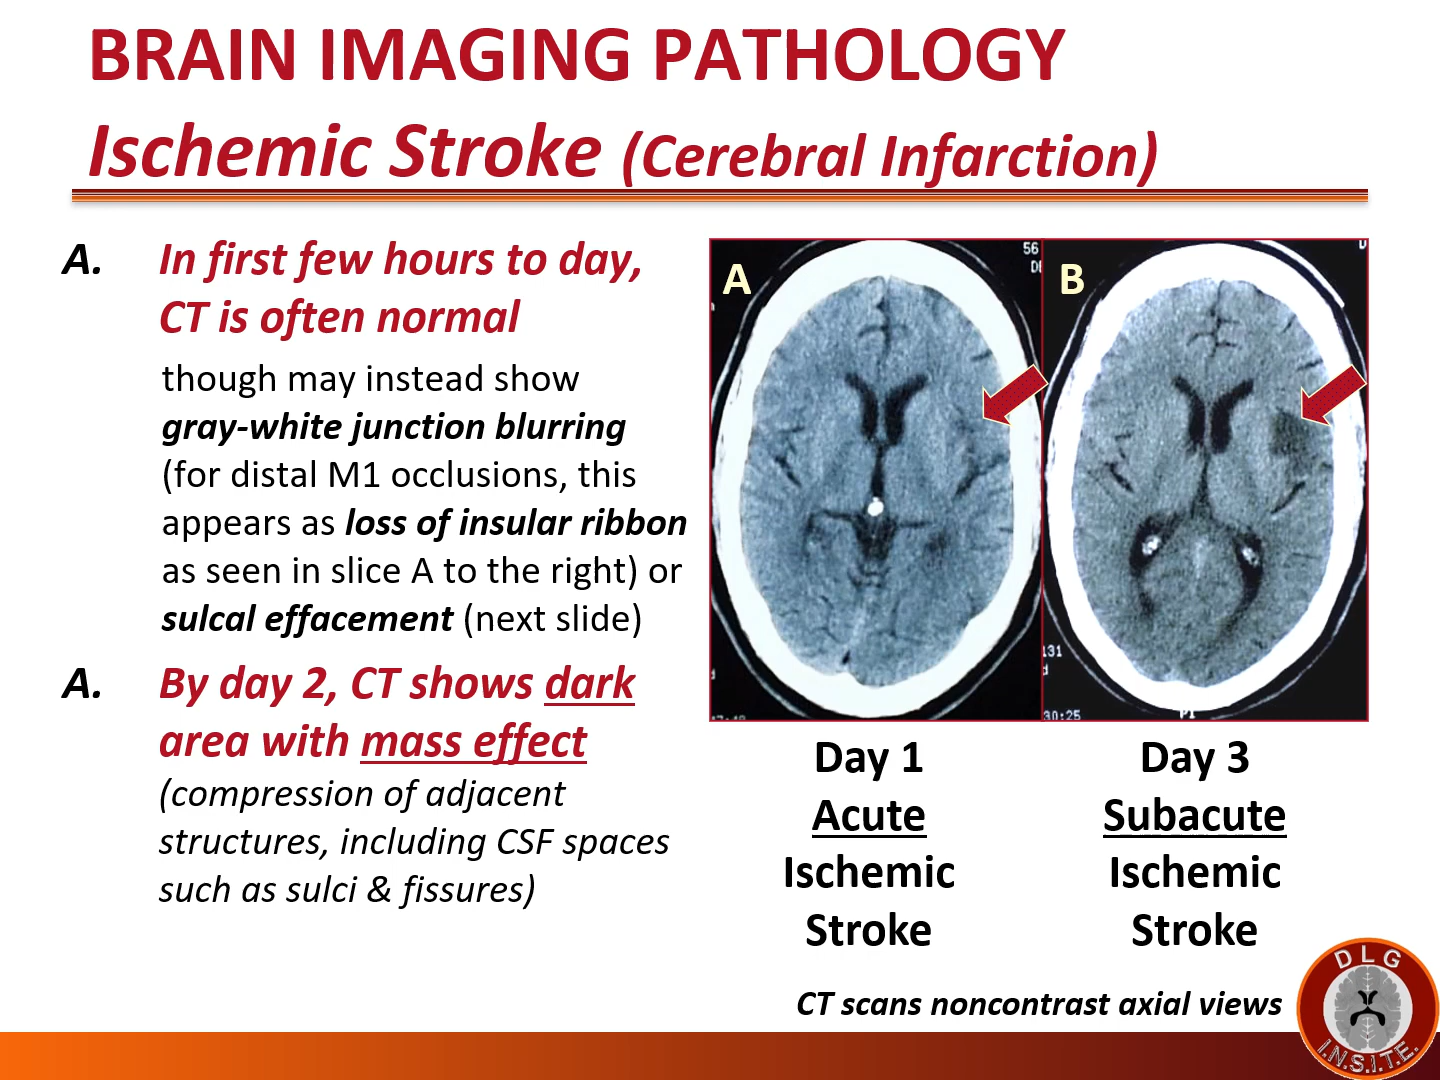 BRAIN IMAGING PATHOLOGY
Ischemic Stroke (Cerebral Infarction)
A. In first few hours to day,
CT is often normal
though may instead show
gray-white junction blurring
(for distal M1 occlusions, this
appears as loss of insular ribbon
as seen in slice A to the right) or
sulcal effacement (next slide)
A. By day 2, CT shows dark
area with mass effect
(compression of adjacent
structures, including CSF spaces
such as sulci & fissures)
A
56
B
131
30:25
Day 1
Acute
Ischemic
Stroke
Day 3
Subacute
Ischemic
Stroke
CT scans noncontrast axial views
DLG
I.N.S.I.T.E.